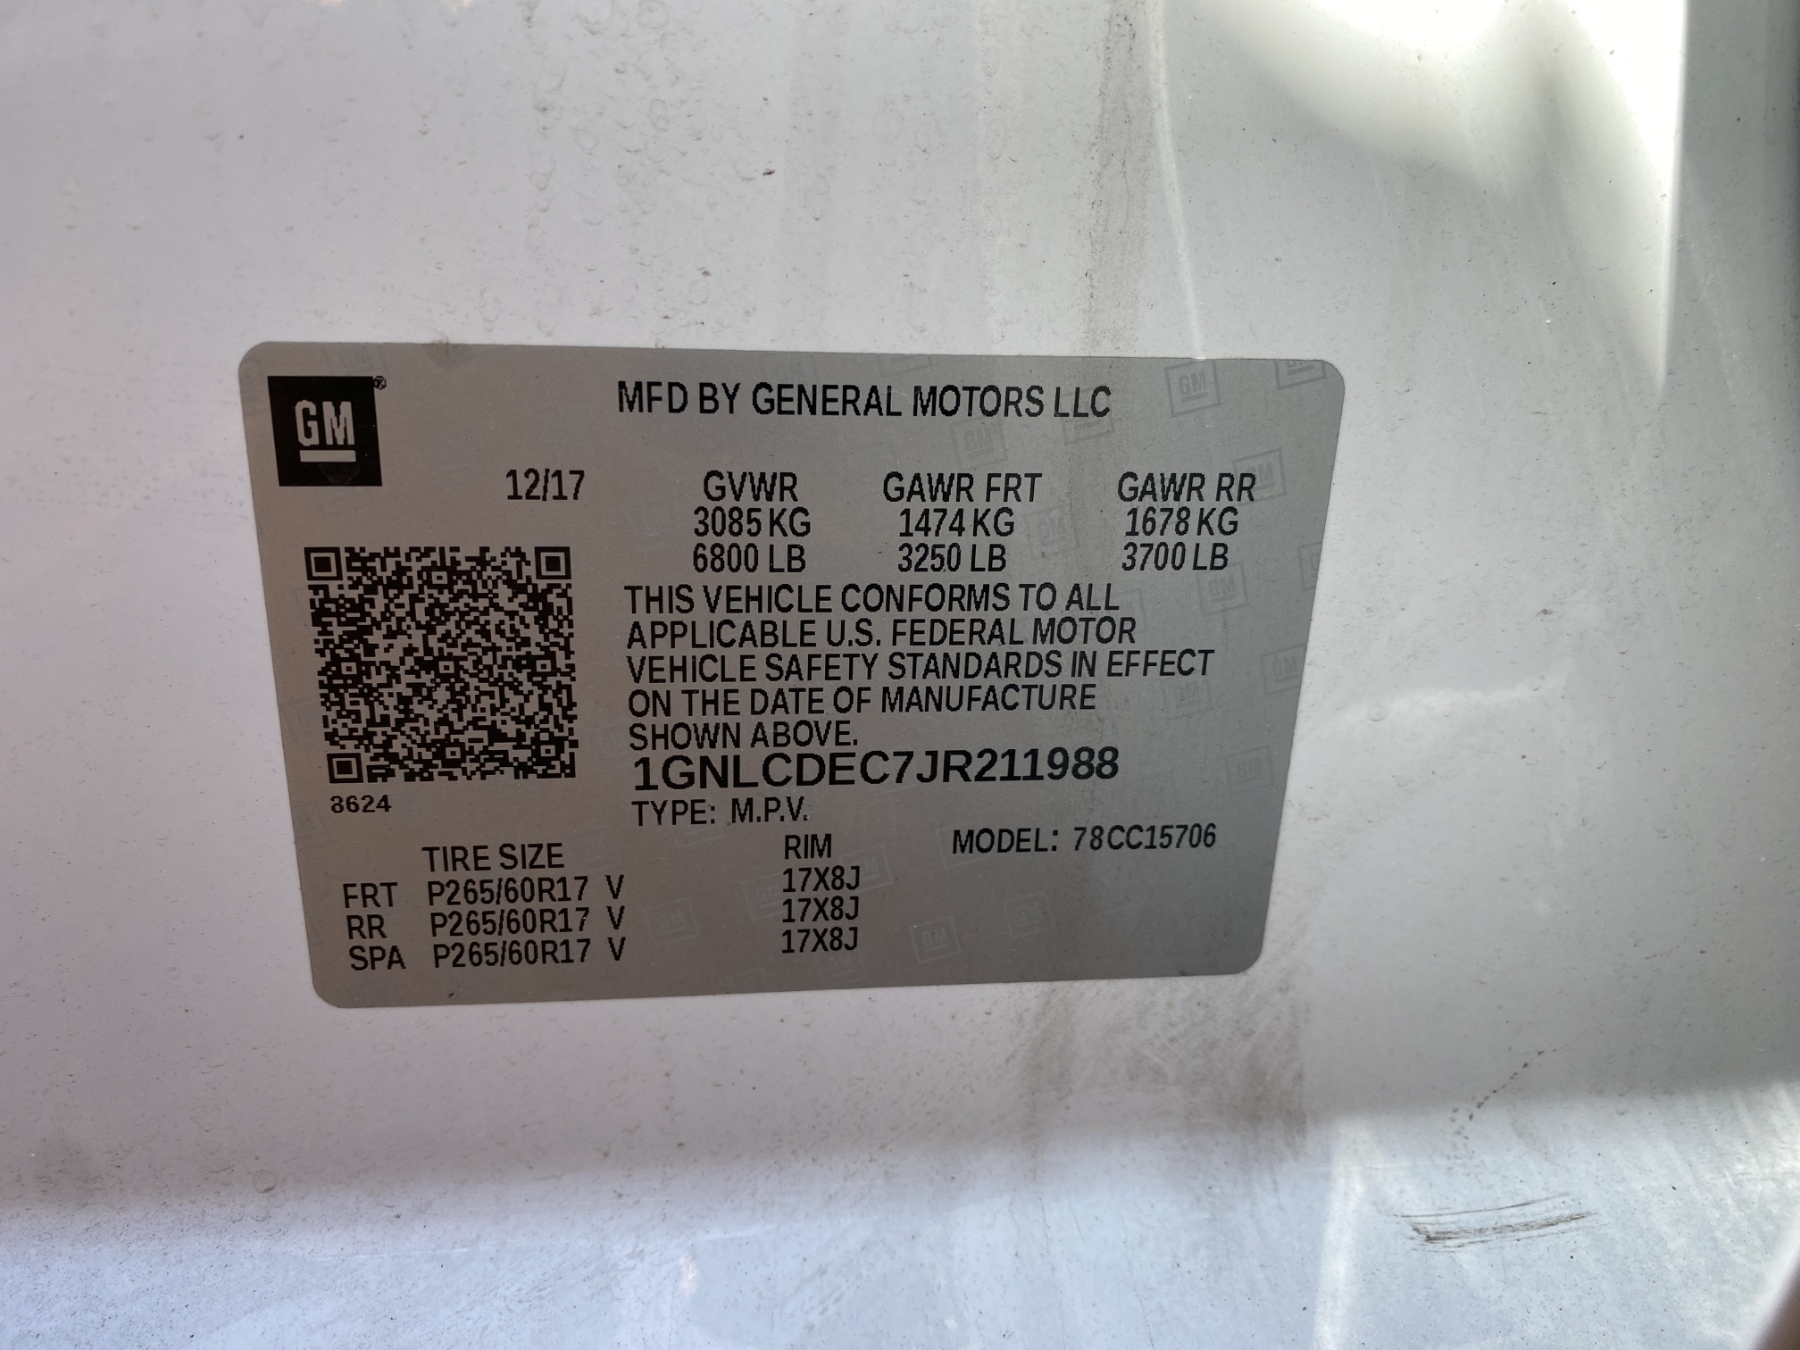 GM®
MFD BY GENERAL MOTORS LLC
12/17 GVWR GAWR FRT GAWR RR
3085 KG 1474 KG 1678 KG
6800 LB 3250 LB 3700 LB
THIS VEHICLE CONFORMS TO ALL
APPLICABLE U.S. FEDERAL MOTOR
VEHICLE SAFETY STANDARDS IN EFFECT
ON THE DATE OF MANUFACTURE
SHOWN ABOVE.
1GNLCDEC7JR211988
8624
TYPE: M.P.V.
MODEL: 78CC15706
TIRE SIZE RIM
FRT P265/60R17 V 17X8J
RR P265/60R17 V 17X8J
SPA P265/60R17 V 17X8J